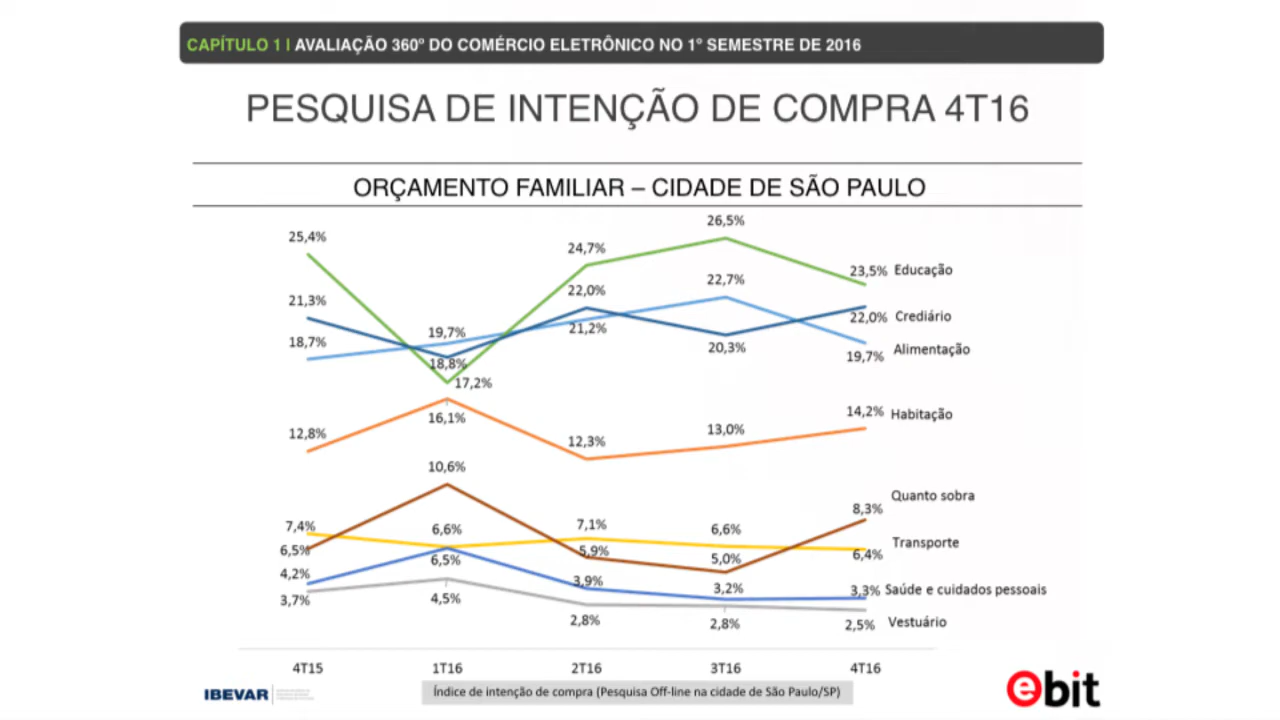 CAPÍTULO 1 I AVALIAÇÃO 360º DO COMÉRCIO ELETRÔNICO NO 1º SEMESTRE DE 2016
PESQUISA DE INTENÇÃO DE COMPRA 4T16
ORÇAMENTO FAMILIAR – CIDADE DE SÃO PAULO
26,5%
25,4%
24,7%
23,5% Educação
22,7%
22,0%
21,3%
22,0% Crediário
19,7%
21,2%
18,7%
20,3%
19,7% Alimentação
18,8%
17,2%
14,2% Habitação
16,1%
12,8%
13,0%
12,3%
10,6%
Quanto sobra
8,3%
7,4%
6,6%
7,1%
6,6%
Transporte
6,5%
5,9%
6,4%
6,5%
5,0%
4,2%
3,9%
3,2%
3,3% Saúde e cuidados pessoais
3,7%
4,5%
2,8%
2,8%
2,5% Vestuário
4T15 1T16 2T16 3T16 4T16
IBEVAR
Índice de intenção de compra (Pesquisa Off-line na cidade de São Paulo/SP)
ebit